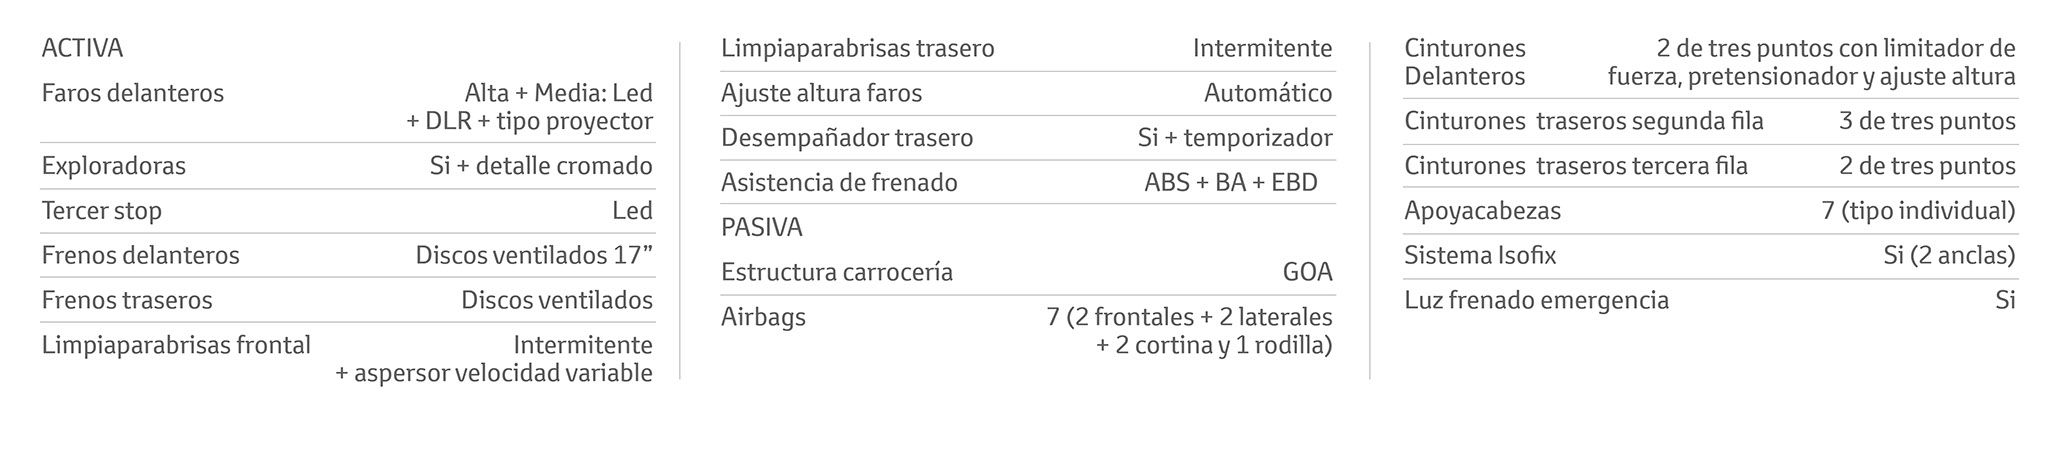 ACTIVA
Faros delanteros Alta + Media: Led
+ DLR + tipo proyector
Exploradoras Si + detalle cromado
Tercer stop Led
Frenos delanteros Discos ventilados 17”
Frenos traseros Discos ventilados
Limpiaparabrisas frontal Intermitente
+ aspersor velocidad variable
Limpiaparabrisas trasero Intermitente
Ajuste altura faros Automático
Desempañador trasero Si + temporizador
Asistencia de frenado ABS + BA + EBD
PASIVA
Estructura carrocería GOA
Airbags 7 (2 frontales + 2 laterales
+ 2 cortina y 1 rodilla)
Cinturones 2 de tres puntos con limitador de
Delanteros fuerza, pretensionador y ajuste altura
Cinturones traseros segunda fila 3 de tres puntos
Cinturones traseros tercera fila 2 de tres puntos
Apoyacabezas 7 (tipo individual)
Sistema Isofix Si (2 anclas)
Luz frenado emergencia Si